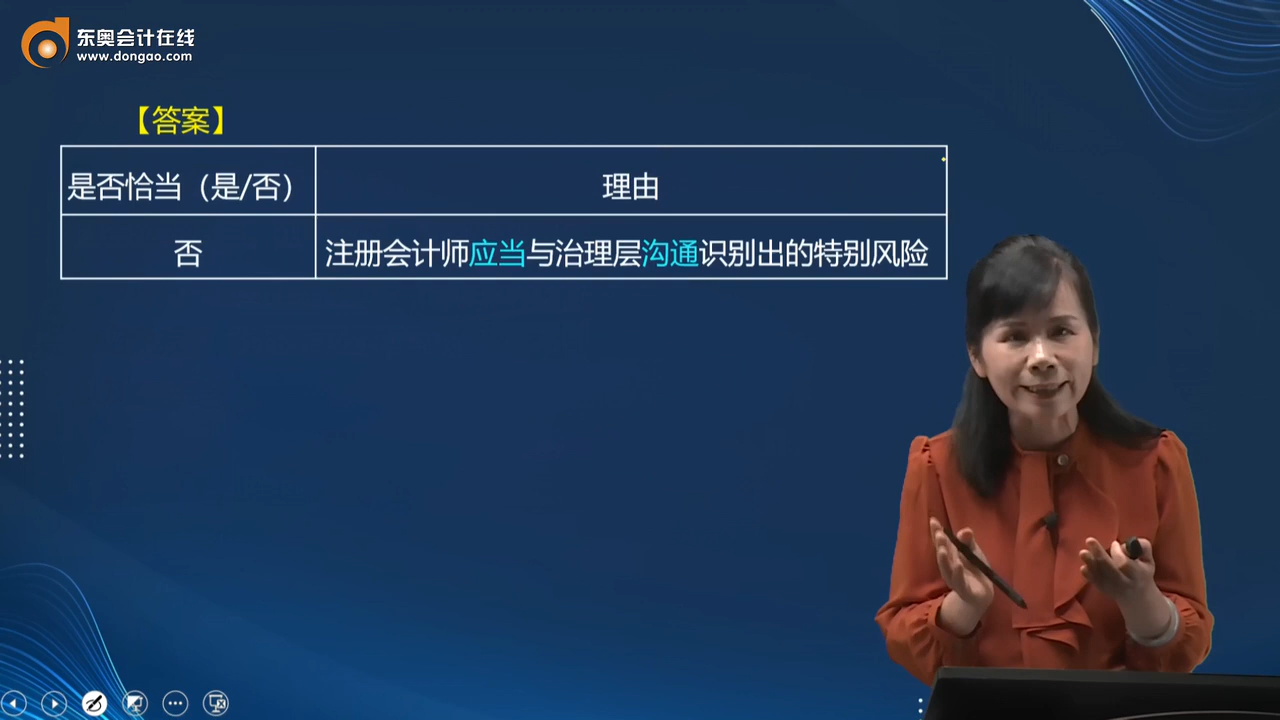 东奥会计在线
www.dongao.com
【答案】
是否恰当（是/否） 理由
否 注册会计师应当与治理层沟通识别出的特别风险